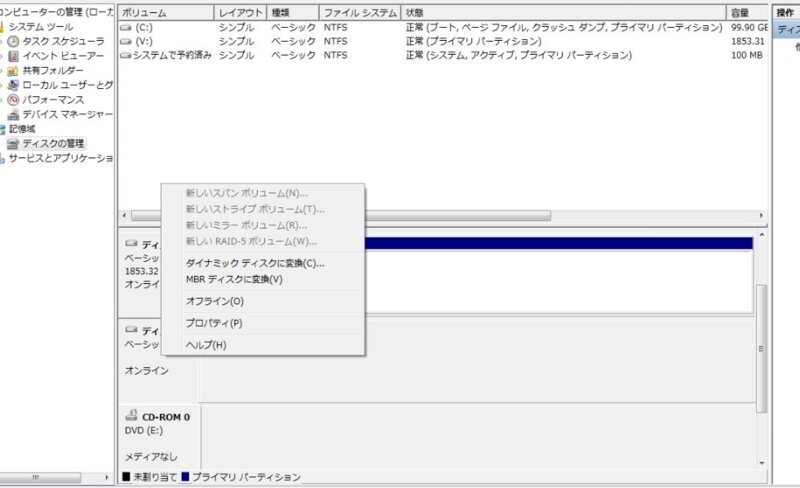 コンピューターの管理 (ローカ
システム ツール
タスク スケジューラ
イベント ビューアー
共有フォルダー
ローカル ユーザーとグ
パフォーマンス
デバイス マネージャー
記憶域
ディスクの管理
サービスとアプリケーショ
ボリューム レイアウト 種類 ファイル システム 状態 容量
(C:) シンプル ベーシック NTFS 正常 (ブート, ページ ファイル, クラッシュ ダンプ, プライマリ パーティション) 99.90 GB
(V:) シンプル ベーシック NTFS 正常 (プライマリ パーティション) 1853.31
システムで予約済み シンプル ベーシック NTFS 正常 (システム, アクティブ, プライマリ パーティション) 100 MB
操作
ディス
新しいスパン ボリューム(N)...
新しいストライプ ボリューム(T)...
新しいミラー ボリューム(R)...
新しい RAID-5 ボリューム(W)...
ダイナミック ディスクに変換(C)...
MBR ディスクに変換(V)
オフライン(O)
プロパティ(P)
ヘルプ(H)
ディ
ベーシッ
1853.32
オンライ
ディ
ベーシッ
オンライン
CD-ROM 0
DVD (E:)
メディアなし
未割り当て プライマリ パーティション